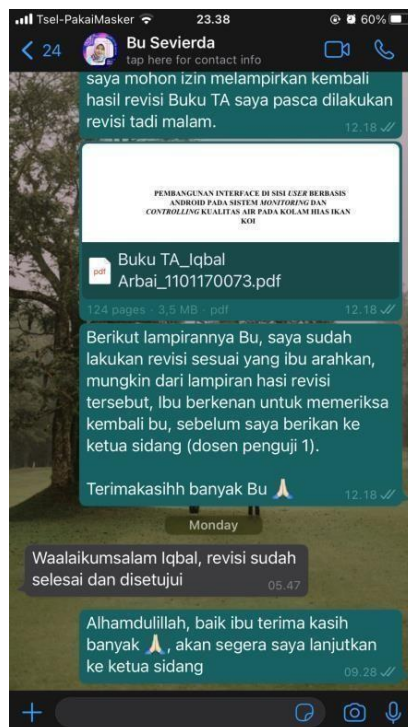 Tsel-PakaiMasker 23.38 60%
24 Bu Sevierda
tap here for contact info
saya mohon izin melampirkan kembali
hasil revisi Buku TA saya pasca dilakukan
revisi tadi malam.
12.18
PEMBANGUNAN INTERFACE DI SISI USER BERBASIS
ANDROID PADA SISTEM MONITORING DAN
CONTROLLING KUALITAS AIR PADA KOLAM HIAS IKAN
KOI
pdf
Buku TA_Iqbal
Arbai_1101170073.pdf
124 pages · 3,5 MB · pdf 12.18
Berikut lampirannya Bu, saya sudah
lakukan revisi sesuai yang ibu arahkan,
mungkin dari lampiran hasi revisi
tersebut, Ibu berkenan untuk memeriksa
kembali bu, sebelum saya berikan ke
ketua sidang (dosen penguji 1).
Terimakasihh banyak Bu 🙏🏻
12.18
Monday
Waalaikumsalam Iqbal, revisi sudah
selesai dan disetujui
05.47
Alhamdulillah, baik ibu terima kasih
banyak 🙏🏻, akan segera saya lanjutkan
ke ketua sidang
09.28